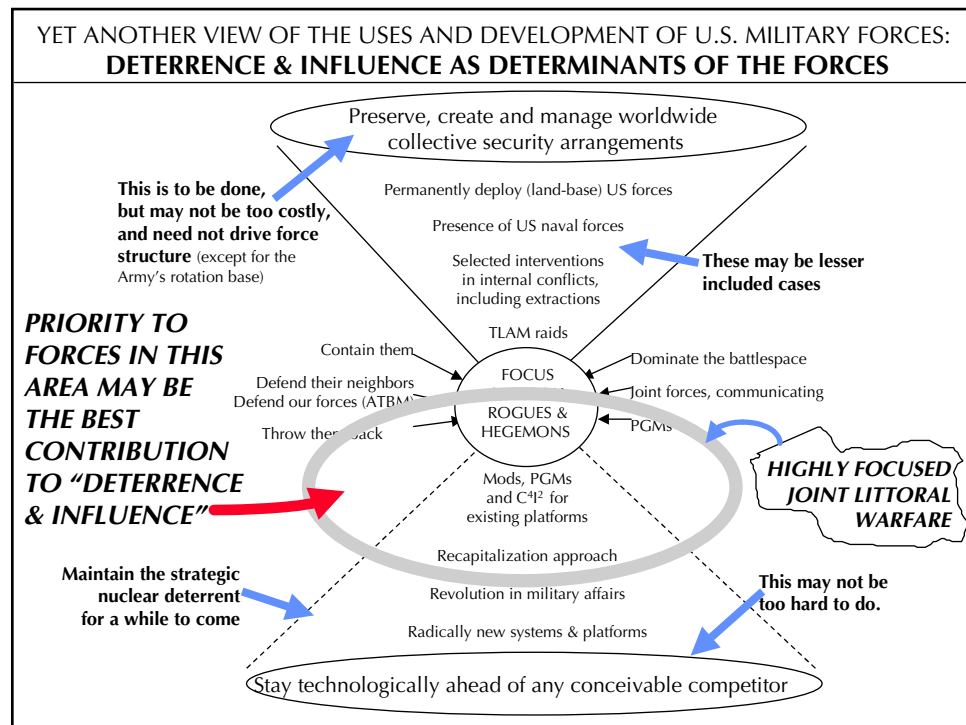 YET ANOTHER VIEW OF THE USES AND DEVELOPMENT OF U.S. MILITARY FORCES:
DETERRENCE & INFLUENCE AS DETERMINANTS OF THE FORCES
Preserve, create and manage worldwide
collective security arrangements
This is to be done,
but may not be too costly,
and need not drive force
structure (except for the
Army's rotation base)
Permanently deploy (land-base) US forces
Presence of US naval forces
Selected interventions
in internal conflicts,
including extractions
TLAM raids
These may be lesser
included cases
PRIORITY TO
FORCES IN THIS
AREA MAY BE
THE BEST
CONTRIBUTION
TO “DETERRENCE
& INFLUENCE”
Contain them
Defend their neighbors
Defend our forces (ATBM)
Throw them back
FOCUS
ROGUES &
HEGEMONS
Dominate the battlespace
Joint forces, communicating
PGMs
HIGHLY FOCUSED
JOINT LITTORAL
WARFARE
Mods, PGMs
and C⁴I² for
existing platforms
Recapitalization approach
Revolution in military affairs
Radically new systems & platforms
Maintain the strategic
nuclear deterrent
for a while to come
This may not be
too hard to do.
Stay technologically ahead of any conceivable competitor